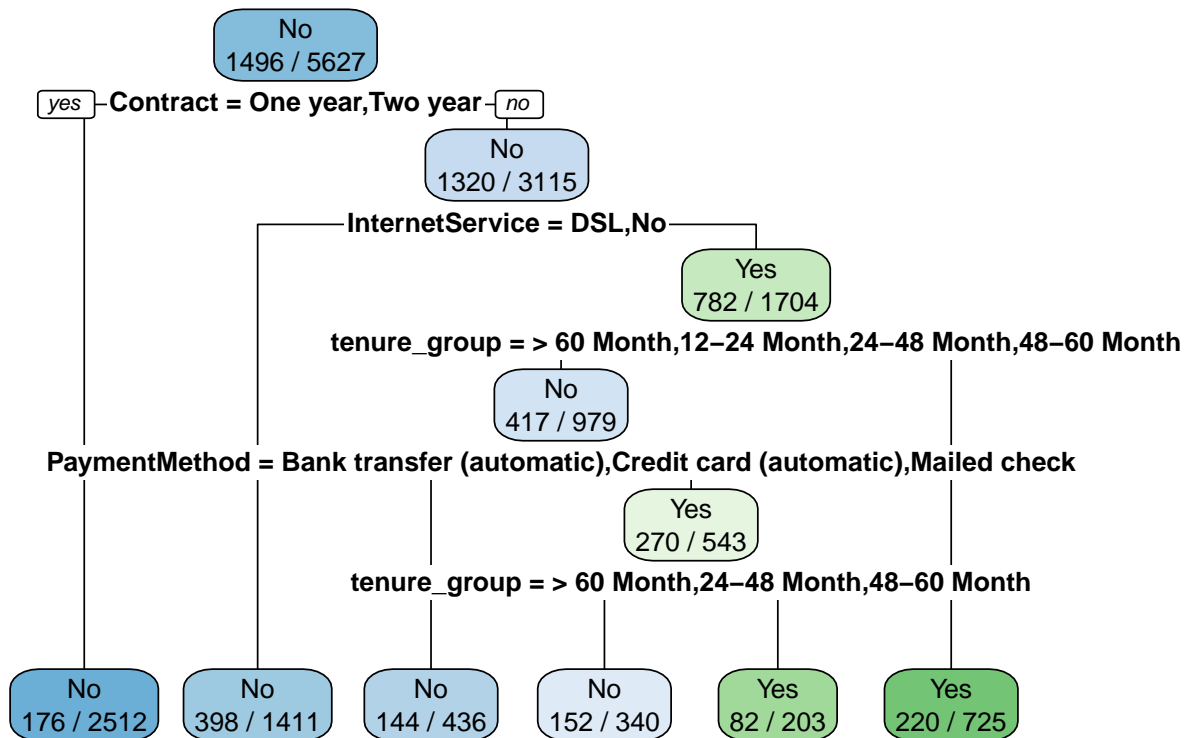 No
1496 / 5627
yes Contract = One year,Two year no
No
1320 / 3115
InternetService = DSL,No
Yes
782 / 1704
tenure_group = > 60 Month,12−24 Month,24−48 Month,48−60 Month
No
417 / 979
PaymentMethod = Bank transfer (automatic),Credit card (automatic),Mailed check
Yes
270 / 543
tenure_group = > 60 Month,24−48 Month,48−60 Month
No
176 / 2512
No
398 / 1411
No
144 / 436
No
152 / 340
Yes
82 / 203
Yes
220 / 725